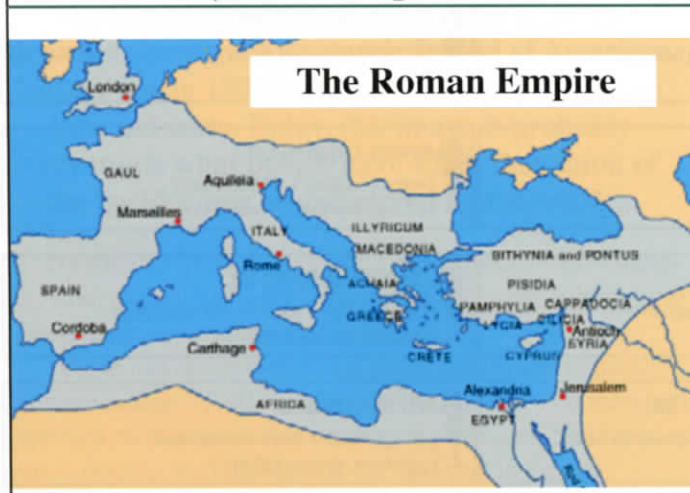 The Roman Empire
London
GAUL
Aquileia
Marseilles
ITALY
ILLYRICUM
MACEDONIA
Rome
BITHYNIA and PONTUS
SPAIN
ACHAIA
PISIDIA
GREECE
PAMPHYLIA
CAPPADOCIA
LYCIA
CILICIA
Cordoba
Antioch
Carthage
SYRIA
CRETE
CYPRUS
Alexandria
Jerusalem
AFRICA
EGYPT
Red